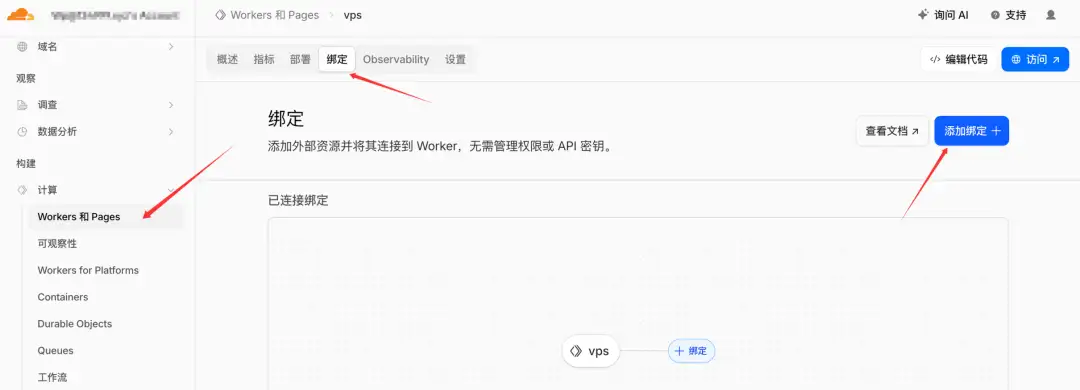 Workers 和 Pages
vps
询问 AI
支持
域名
观察
调查
数据分析
构建
计算
Workers 和 Pages
可观察性
Workers for Platforms
Containers
Durable Objects
Queues
工作流
概述
指标
部署
绑定
Observability
设置
</> 编辑代码
访问
绑定
添加外部资源并将其连接到 Worker，无需管理权限或 API 密钥。
查看文档
添加绑定
已连接绑定
vps
绑定